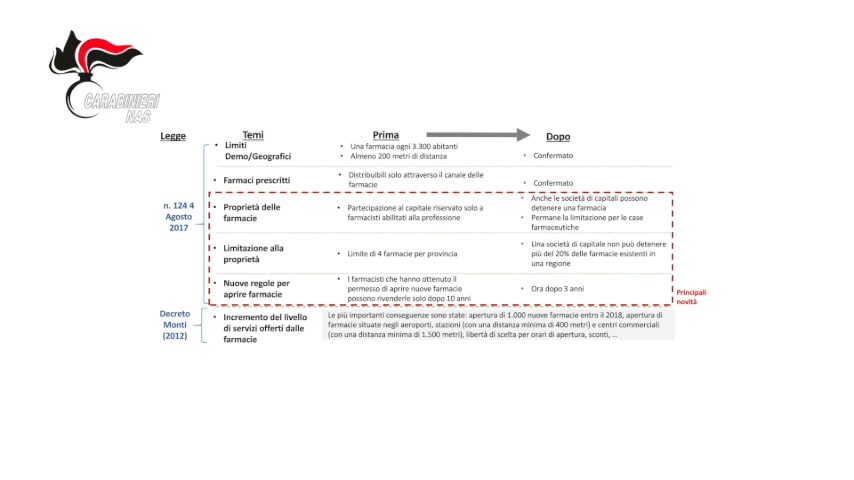 CARABINIERI
NAS
Legge
Temi
Prima
Dopo
n. 124 4
Agosto
2017
• Limiti
Demo/Geografici
• Una farmacia ogni 3.300 abitanti
• Almeno 200 metri di distanza
• Confermato
• Farmaci prescritti
• Distribuibili solo attraverso il canale delle
farmacie
• Confermato
• Proprietà delle
farmacie
• Partecipazione al capitale riservato solo a
farmacisti abilitati alla professione
• Anche le società di capitali possono
detenere una farmacia
• Permane la limitazione per le case
farmaceutiche
• Limitazione alla
proprietà
• Limite di 4 farmacie per provincia
• Una società di capitale non può detenere
più del 20% delle farmacie esistenti in
una regione
• Nuove regole per
aprire farmacie
• I farmacisti che hanno ottenuto il
permesso di aprire nuove farmacie
possono rivenderle solo dopo 10 anni
• Ora dopo 3 anni
Principali
novità
Decreto
Monti
(2012)
• Incremento del livello
di servizi offerti dalle
farmacie
Le più importanti conseguenze sono state: apertura di 1.000 nuove farmacie entro il 2018, apertura di
farmacie situate negli aeroporti, stazioni (con una distanza minima di 400 metri) e centri commerciali
(con una distanza minima di 1.500 metri), libertà di scelta per orari di apertura, sconti, ...